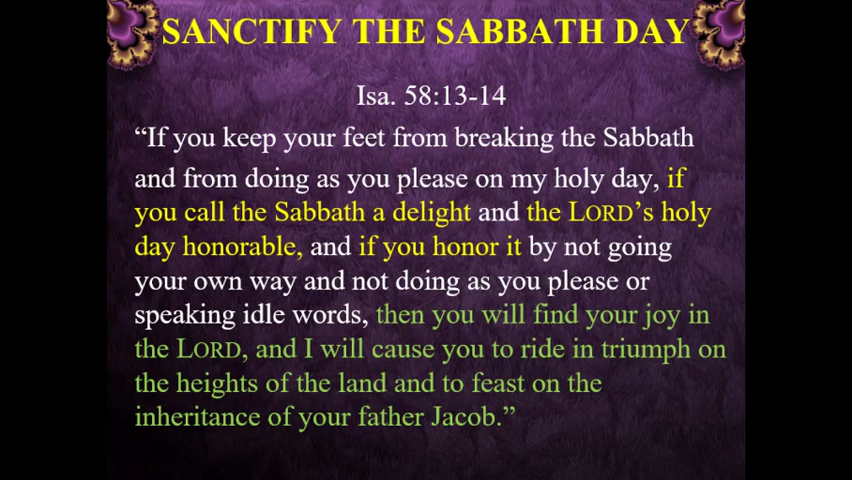 SANCTIFY THE SABBATH DAY
Isa. 58:13-14
“If you keep your feet from breaking the Sabbath
and from doing as you please on my holy day, if
you call the Sabbath a delight and the LORD’s holy
day honorable, and if you honor it by not going
your own way and not doing as you please or
speaking idle words, then you will find your joy in
the LORD, and I will cause you to ride in triumph on
the heights of the land and to feast on the
inheritance of your father Jacob.”